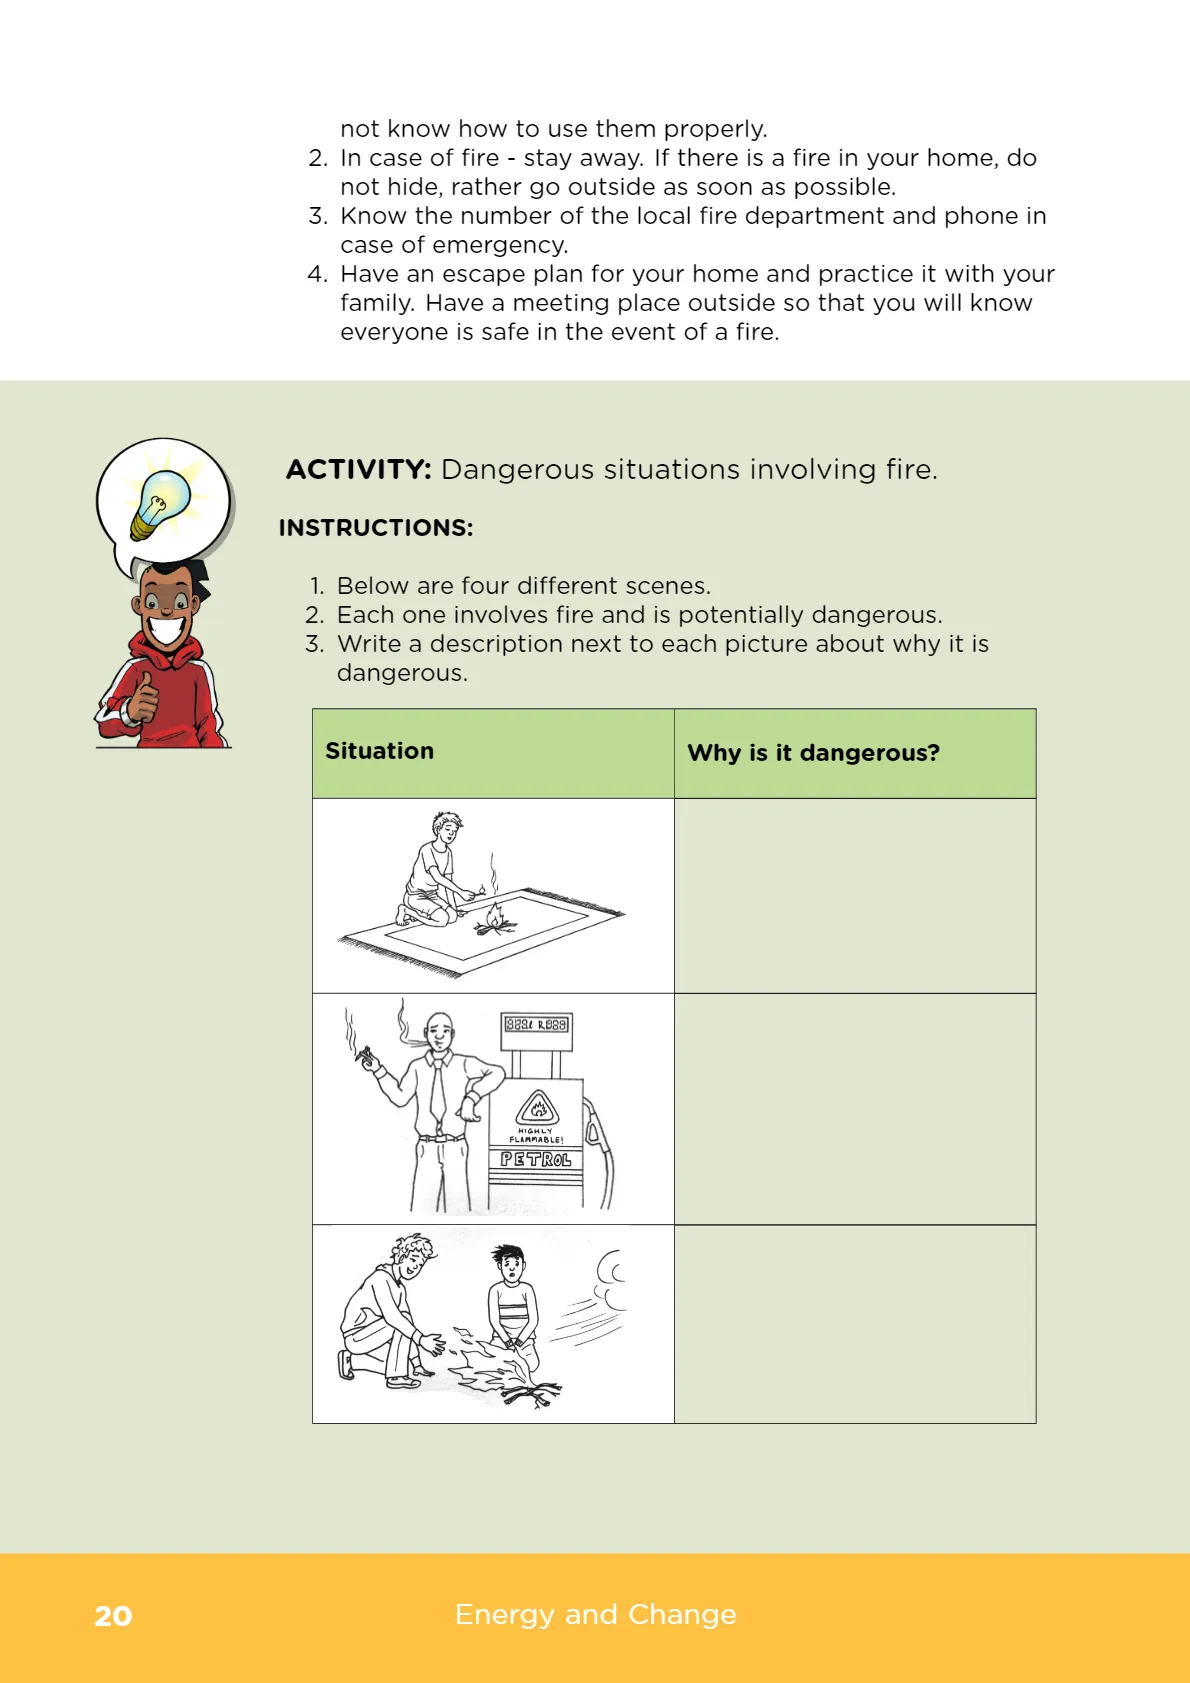 not know how to use them properly.
2. In case of fire - stay away. If there is a fire in your home, do
not hide, rather go outside as soon as possible.
3. Know the number of the local fire department and phone in
case of emergency.
4. Have an escape plan for your home and practice it with your
family. Have a meeting place outside so that you will know
everyone is safe in the event of a fire.
ACTIVITY: Dangerous situations involving fire.
INSTRUCTIONS:
1. Below are four different scenes.
2. Each one involves fire and is potentially dangerous.
3. Write a description next to each picture about why it is
dangerous.
Situation
Why is it dangerous?
HIGHLY
FLAMMABLE!
PETROL
20
Energy and Change